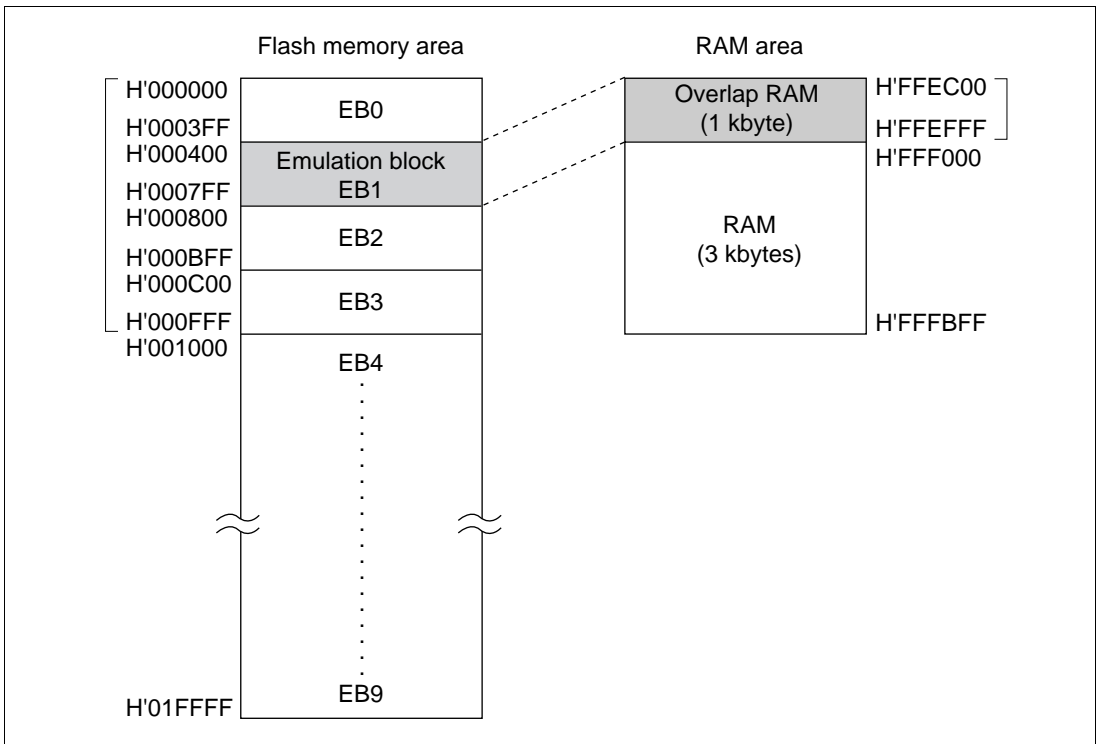 Flash memory area
H'000000
EB0
H'0003FF
H'000400
Emulation block
EB1
H'0007FF
H'000800
EB2
H'000BFF
H'000C00
EB3
H'000FFF
H'001000
EB4
EB9
H'01FFFF
RAM area
Overlap RAM
(1 kbyte)
H'FFEC00
H'FFEFFF
H'FFF000
RAM
(3 kbytes)
H'FFFBFF